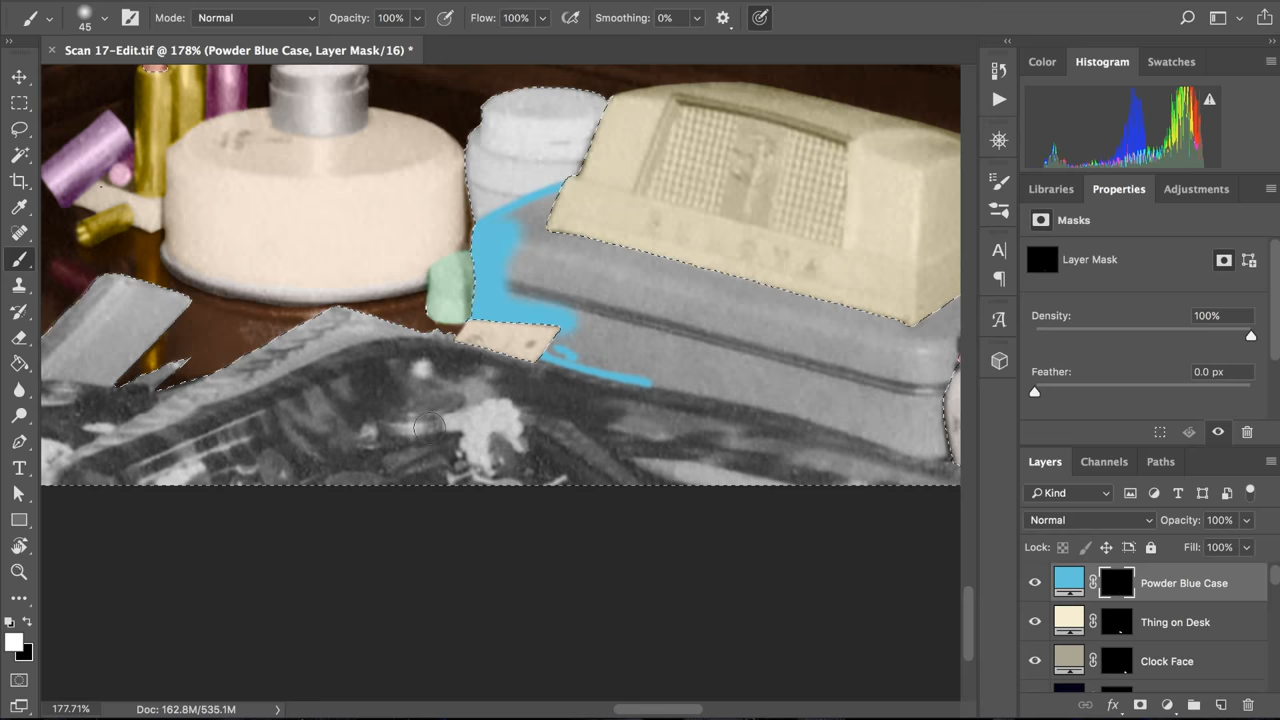 45
Mode: Normal
Opacity: 100%
Flow: 100%
Smoothing: 0%
Scan 17-Edit.tif @ 178% (Powder Blue Case, Layer Mask/16) *
Color
Histogram
Swatches
Libraries
Properties
Adjustments
Masks
Layer Mask
Density: 100%
Feather: 0.0 px
Layers
Channels
Paths
Kind
Normal
Opacity: 100%
Lock:
Fill: 100%
Powder Blue Case
Thing on Desk
Clock Face
fx
177.71%
Doc: 162.8M/535.1M